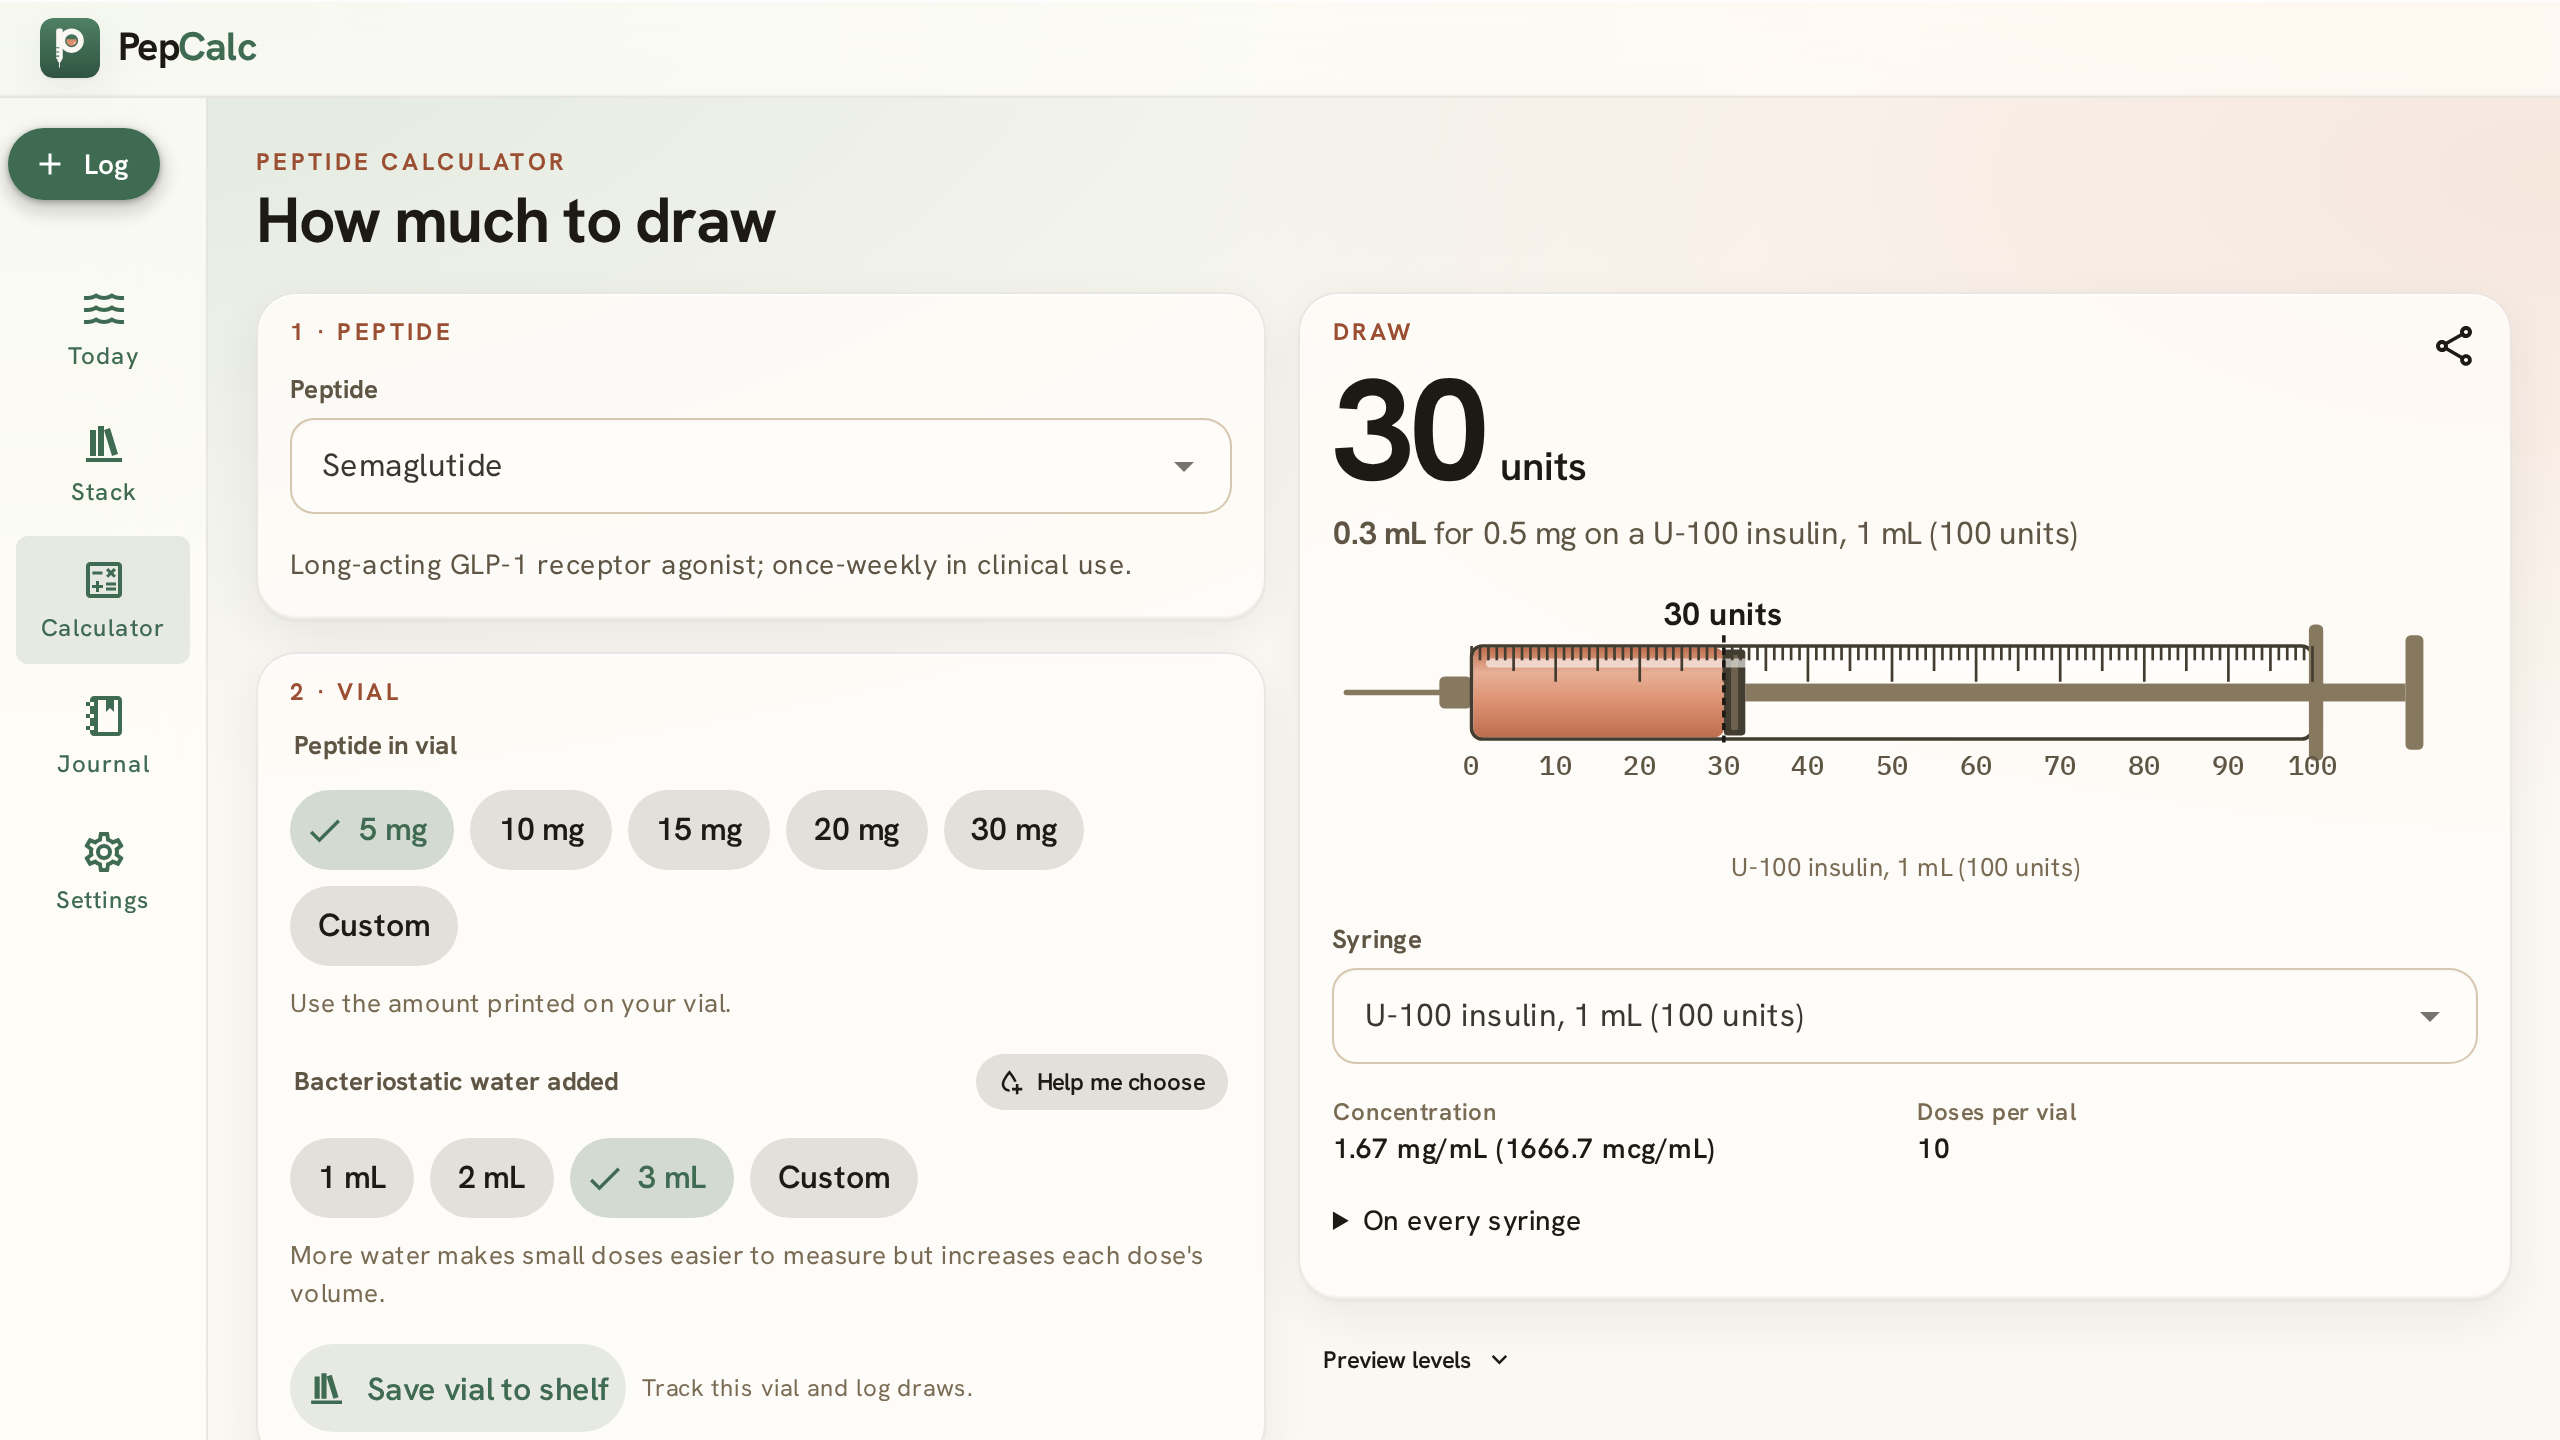 PepCalc
Log
Today
Stack
Calculator
Journal
Settings
PEPTIDE CALCULATOR
How much to draw
1 · PEPTIDE
Peptide
Semaglutide
Long-acting GLP-1 receptor agonist; once-weekly in clinical use.
2 · VIAL
Peptide in vial
5 mg 10 mg 15 mg 20 mg 30 mg
Custom
Use the amount printed on your vial.
Bacteriostatic water added
Help me choose
1 mL 2 mL 3 mL Custom
More water makes small doses easier to measure but increases each dose's
volume.
Save vial to shelf
Track this vial and log draws.
DRAW
30 units
0.3 mL for 0.5 mg on a U-100 insulin, 1 mL (100 units)
30 units
0 10 20 30 40 50 60 70 80 90 100
U-100 insulin, 1 mL (100 units)
Syringe
U-100 insulin, 1 mL (100 units)
Concentration
1.67 mg/mL (1666.7 mcg/mL)
Doses per vial
10
On every syringe
Preview levels